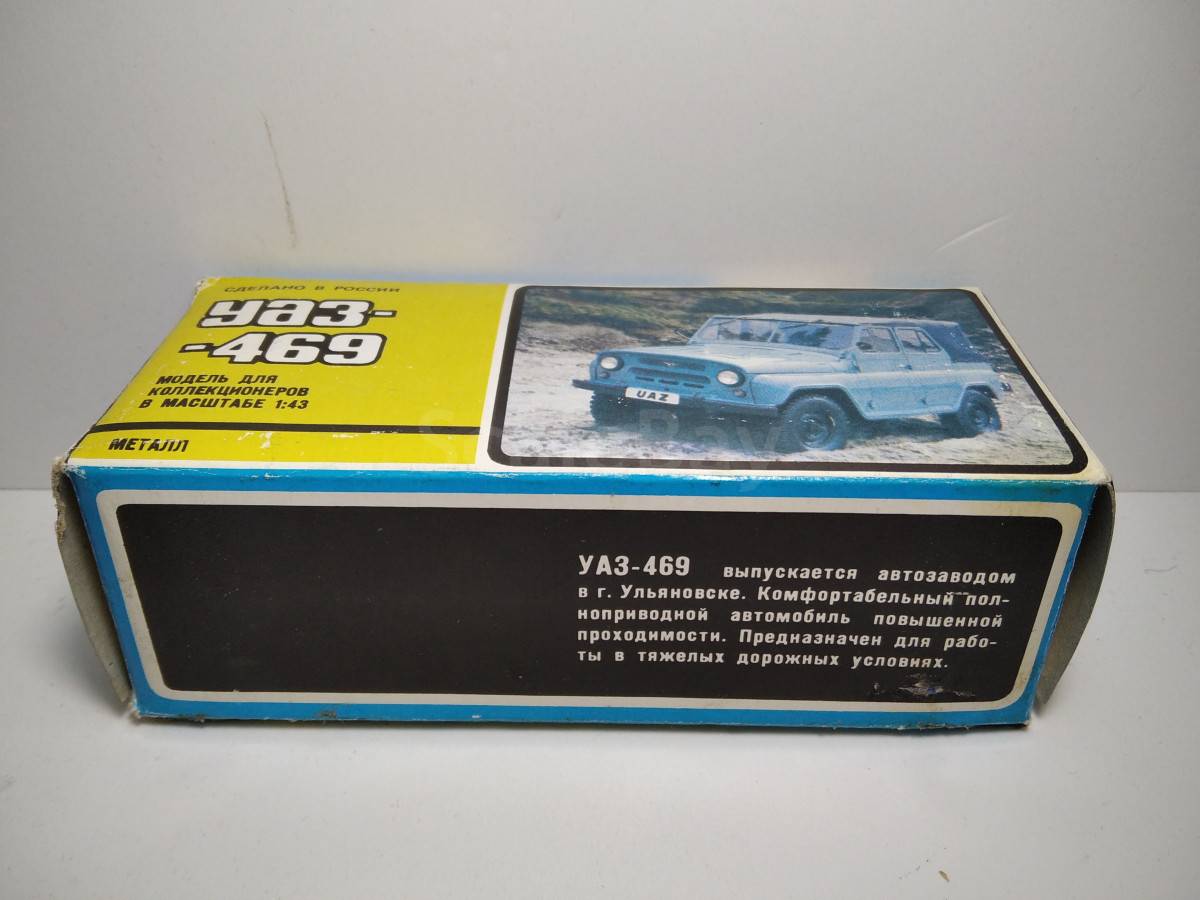 СДЕЛАНО В РОССИИ
УАЗ-
-469
МОДЕЛЬ ДЛЯ
КОЛЛЕКЦИОНЕРОВ
В МАСШТАБЕ 1:43
МЕТАЛЛ
UAZ
УАЗ-469 выпускается автозаводом
в г. Ульяновске. Комфортабельный пол-
ноприводной автомобиль повышенной
проходимости. Предназначен для рабо-
ты в тяжелых дорожных условиях.